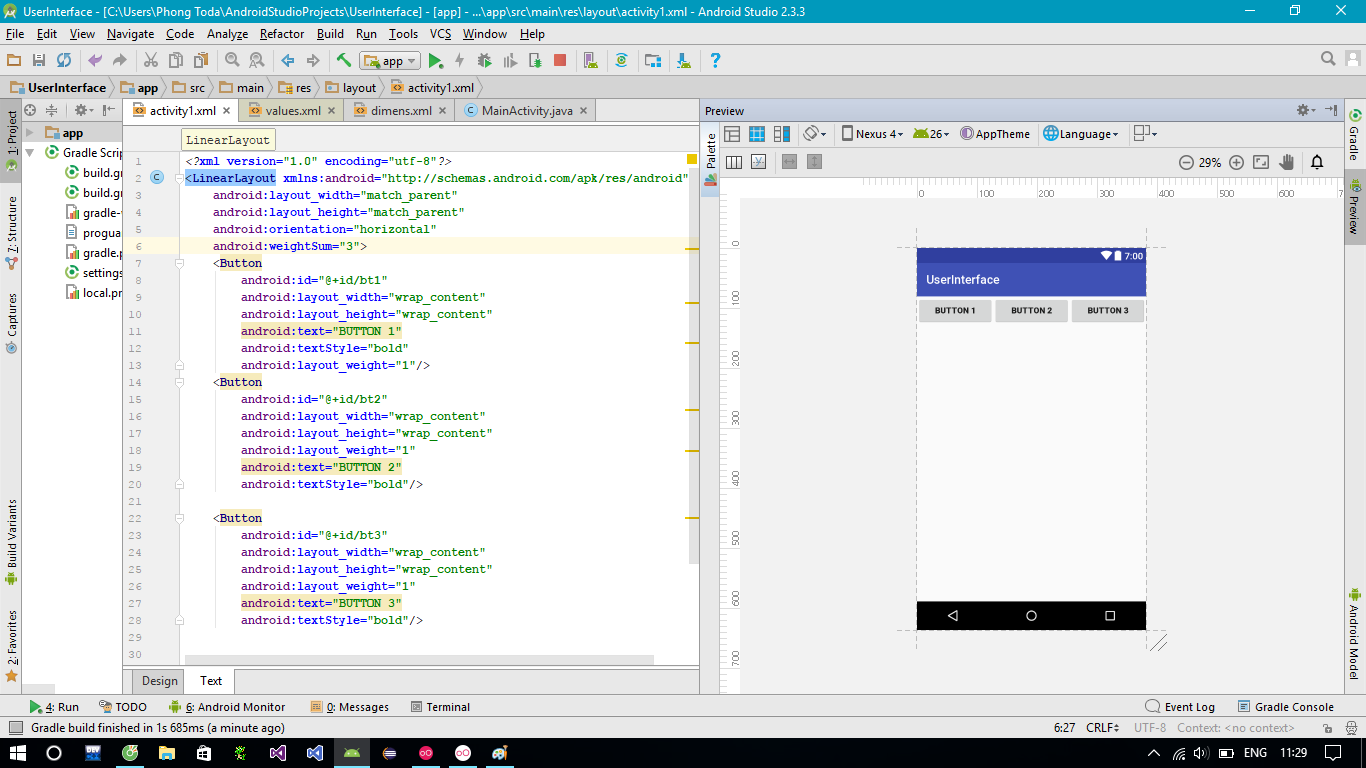 UserInterface - [C:\Users\Phong Toda\AndroidStudioProjects\UserInterface] - [app] - ...\app\src\main\res\layout\activity1.xml - Android Studio 2.3.3
File Edit View Navigate Code Analyze Refactor Build Run Tools VCS Window Help
app
UserInterface app src main res layout activity1.xml
activity1.xml values.xml dimens.xml MainActivity.java Preview
1: Project
7: Structure
Captures
Build Variants
2: Favorites
app
Gradle Scrip
build.gr
build.gr
gradle-
progua
gradle.p
settings
local.pr
LinearLayout
1 <?xml version="1.0" encoding="utf-8"?>
2 <LinearLayout xmlns:android="http://schemas.android.com/apk/res/android"
3 android:layout_width="match_parent"
4 android:layout_height="match_parent"
5 android:orientation="horizontal"
6 android:weightSum="3">
7 <Button
8 android:id="@+id/bt1"
9 android:layout_width="wrap_content"
10 android:layout_height="wrap_content"
11 android:text="BUTTON 1"
12 android:textStyle="bold"
13 android:layout_weight="1"/>
14 <Button
15 android:id="@+id/bt2"
16 android:layout_width="wrap_content"
17 android:layout_height="wrap_content"
18 android:layout_weight="1"
19 android:text="BUTTON 2"
20 android:textStyle="bold"/>
21
22 <Button
23 android:id="@+id/bt3"
24 android:layout_width="wrap_content"
25 android:layout_height="wrap_content"
26 android:layout_weight="1"
27 android:text="BUTTON 3"
28 android:textStyle="bold"/>
29
30
Design Text
Palette
Nexus 4 26 AppTheme Language
29%
0 100 200 300 400 500 600 7
0
100
200
300
400
500
600
700
7:00
UserInterface
BUTTON 1 BUTTON 2 BUTTON 3
Gradle
Preview
Android Model
4: Run TODO 6: Android Monitor 0: Messages Terminal Event Log Gradle Console
Gradle build finished in 1s 685ms (a minute ago) 6:27 CRLF UTF-8 Context: <no context>
DEV
ENG 11:29